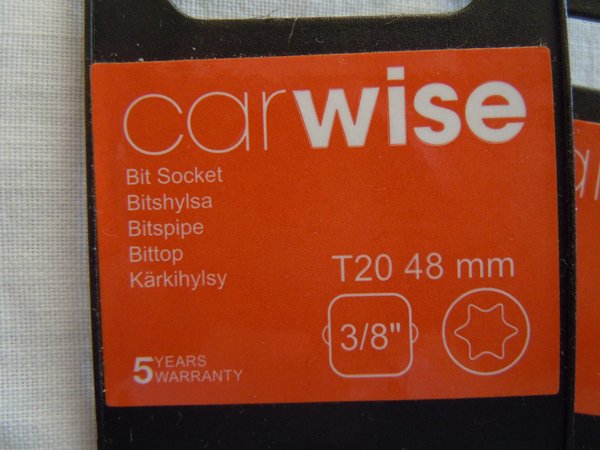 carwise
Bit Socket
Bitshylsa
Bitspipe
Bittop
Kärkihylsy
T20 48 mm
3/8"
5 YEARS
WARRANTY